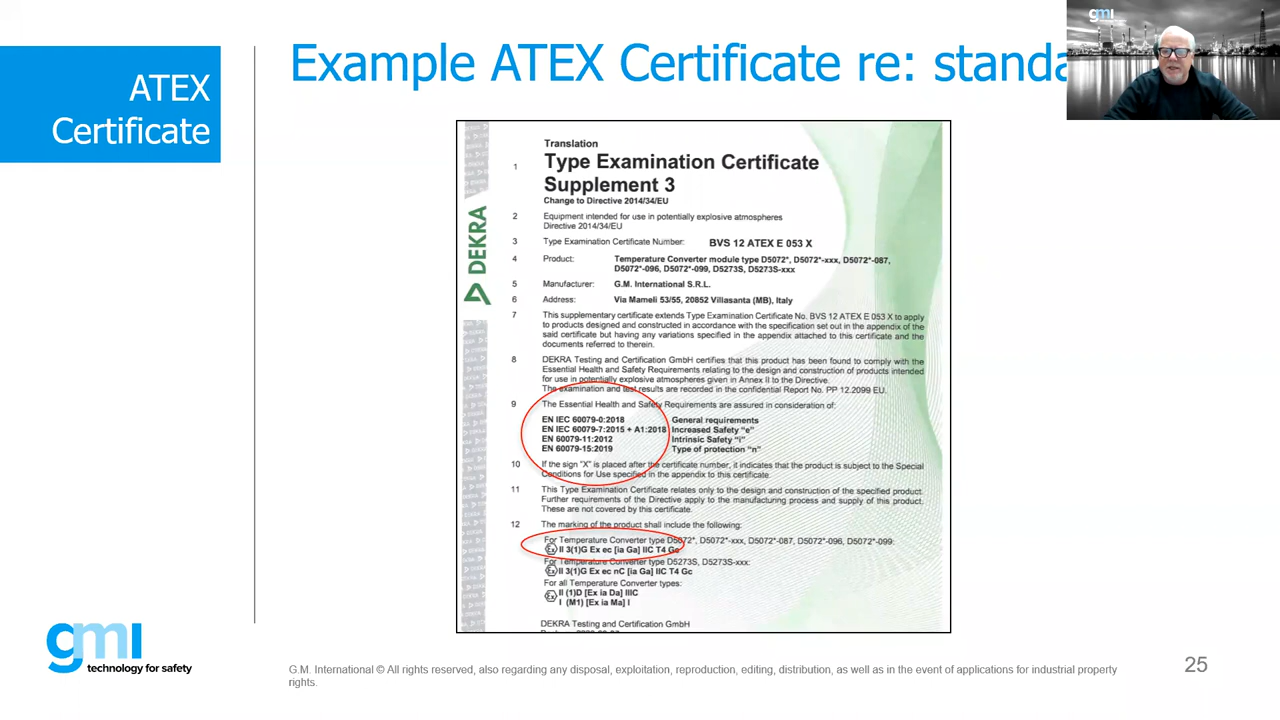 ATEX
Certificate
Example ATEX Certificate re: standa
gmi
DEKRA
Translation
1 Type Examination Certificate
Supplement 3
Change to Directive 2014/34/EU
2 Equipment intended for use in potentially explosive atmospheres
Directive 2014/34/EU
3 Type Examination Certificate Number: BVS 12 ATEX E 053 X
4 Product: Temperature Converter module type D5072*, D5072*-xxx, D5072*-087,
D5072*-096, D5072*-099, D5273S, D5273S-xxx
5 Manufacturer: G.M. International S.R.L.
6 Address: Via Mameli 53/55, 20852 Villasanta (MB), Italy
7 This supplementary certificate extends Type Examination Certificate No. BVS 12 ATEX E 053 X to apply
to products designed and constructed in accordance with the specification set out in the appendix of the
said certificate but having any variations specified in the appendix attached to this certificate and the
documents referred to therein.
8 DEKRA Testing and Certification GmbH certifies that this product has been found to comply with the
Essential Health and Safety Requirements relating to the design and construction of products intended
for use in potentially explosive atmospheres given in Annex II to the Directive.
The examination and test results are recorded in the confidential Report No. PP 12.2099 EU.
9 The Essential Health and Safety Requirements are assured in consideration of:
EN IEC 60079-0:2018 General requirements
EN IEC 60079-7:2015 + A1:2018 Increased Safety “e”
EN 60079-11:2012 Intrinsic Safety “i”
EN 60079-15:2019 Type of protection “n”
10 If the sign “X” is placed after the certificate number, it indicates that the product is subject to the Special
Conditions for Use specified in the appendix to this certificate.
11 This Type Examination Certificate relates only to the design and construction of the specified product.
Further requirements of the Directive apply to the manufacturing process and supply of this product.
These are not covered by this certificate.
12 The marking of the product shall include the following:
For Temperature Converter type D5072*, D5072*-xxx, D5072*-087, D5072*-096, D5072*-099:
Ex II 3(1)G Ex ec [ia Ga] IIC T4 Gc
For Temperature Converter type D5273S, D5273S-xxx:
Ex II 3(1)G Ex ec nC [ia Ga] IIC T4 Gc
For all Temperature Converter types:
Ex II (1)D [Ex ia Da] IIIC
I (M1) [Ex ia Ma] I
DEKRA Testing and Certification GmbH
gmi
technology for safety
G.M. International © All rights reserved, also regarding any disposal, exploitation, reproduction, editing, distribution, as well as in the event of applications for industrial property
rights.
25